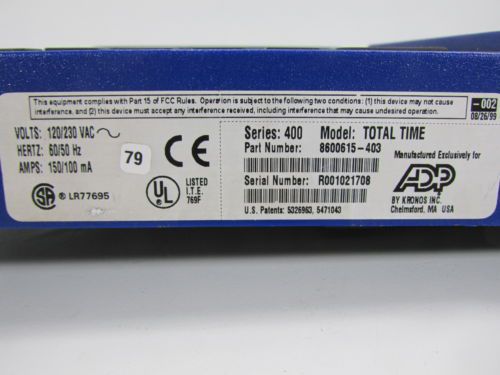 This equipment complies with Part 15 of FCC Rules. Operation is subject to the following two conditions: (1) this device may not cause
interference received, and (2) this device must accept any interference received, including interference that may cause undesired operation.
-002
08/26/99
VOLTS: 120/230 VAC ~
HERTZ: 60/50 Hz
AMPS: 150/100 mA
79
CE
Series: 400 Model: TOTAL TIME
Part Number: 8600615-403
Serial Number: R001021708
U.S. Patents: 5326963, 5471043
Manufactured Exclusively for
ADP
BY KRONOS INC.
Chelmsford, MA USA
SA LR77695
UL
LISTED
I.T.E.
769F